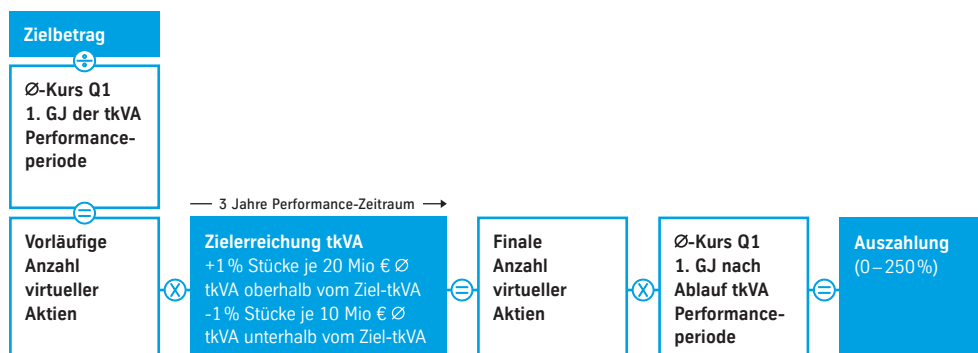 Zielbetrag
÷
Ø-Kurs Q1
1. GJ der tkVA
Performance-
periode
=
3 Jahre Performance-Zeitraum
Vorläufige
Anzahl
virtueller
Aktien
X
Zielerreichung tkVA
+1 % Stücke je 20 Mio € Ø
tkVA oberhalb vom Ziel-tkVA
-1 % Stücke je 10 Mio € Ø
tkVA unterhalb vom Ziel-tkVA
=
Finale
Anzahl
virtueller
Aktien
X
Ø-Kurs Q1
1. GJ nach
Ablauf tkVA
Performance-
periode
=
Auszahlung
(0–250 %)